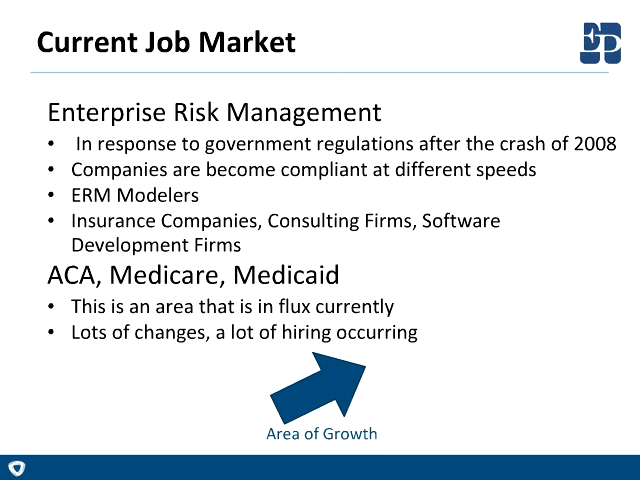 Current Job Market
Enterprise Risk Management
• In response to government regulations after the crash of 2008
• Companies are become compliant at different speeds
• ERM Modelers
• Insurance Companies, Consulting Firms, Software
Development Firms
ACA, Medicare, Medicaid
• This is an area that is in flux currently
• Lots of changes, a lot of hiring occurring
Area of Growth